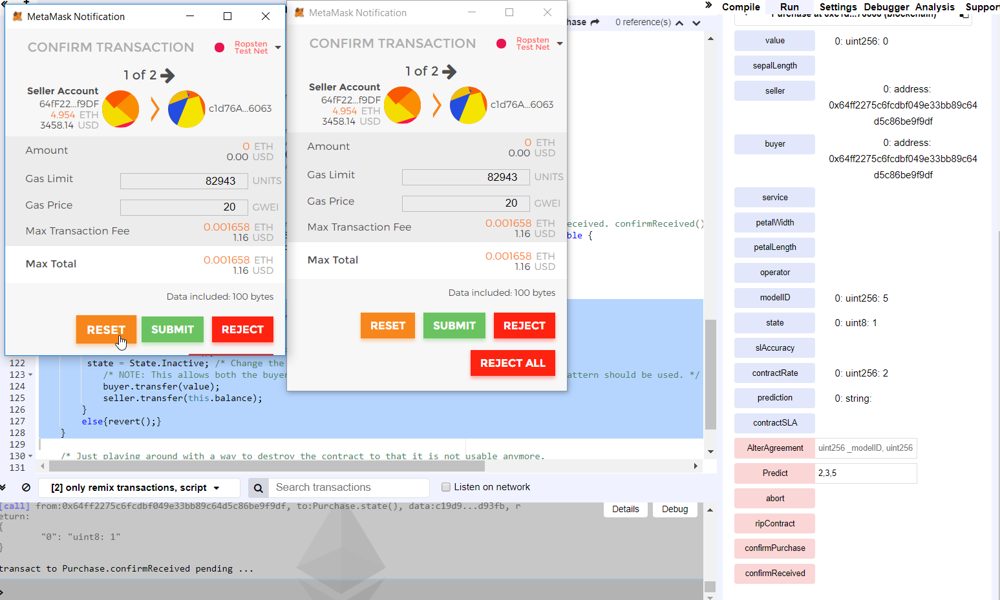 MetaMask Notification
CONFIRM TRANSACTION
Ropsten
Test Net
1 of 2
Seller Account
64fF22...f9DF
4.954 ETH
3458.14 USD
c1d76A...6063
Amount
0 ETH
0.00 USD
Gas Limit
82943 UNITS
Gas Price
20 GWEI
Max Transaction Fee
0.001658 ETH
1.16 USD
Max Total
0.001658 ETH
1.16 USD
Data included: 100 bytes
RESET SUBMIT REJECT
MetaMask Notification
CONFIRM TRANSACTION
Ropsten
Test Net
1 of 2
Seller Account
64fF22...f9DF
4.954 ETH
3458.14 USD
c1d76A...6063
Amount
0 ETH
0.00 USD
Gas Limit
82943 UNITS
Gas Price
20 GWEI
Max Transaction Fee
0.001658 ETH
1.16 USD
Max Total
0.001658 ETH
1.16 USD
Data included: 100 bytes
RESET SUBMIT REJECT
REJECT ALL
hase 0 reference(s)
eceived. confirmReceived()
ble {
122 state = State.Inactive; /* Change the
123 /* NOTE: This allows both the buyer
attern should be used. */
124 buyer.transfer(value);
125 seller.transfer(this.balance);
126 }
127 else{revert();}
128 }
129
130 /* Just playing around with a way to destroy the contract to that it is not usable anymore.
131
[2] only remix transactions, script
Search transactions
Listen on network
[call] from:0x64ff2275c6fcdbf049e33bb89c64d5c86be9f9df, to:Purchase.state(), data:c19d9...d93fb, r
eturn:
{
"0": "uint8: 1"
}
Details Debug
transact to Purchase.confirmReceived pending ...
>
Compile Run Settings Debugger Analysis Suppor
Purchase at 0xc1d...76063 (blockchain)
value 0: uint256: 0
sepalLength
seller 0: address:
0x64ff2275c6fcdbf049e33bb89c64
d5c86be9f9df
buyer 0: address:
0x64ff2275c6fcdbf049e33bb89c64
d5c86be9f9df
service
petalWidth
petalLength
operator
modelID 0: uint256: 5
state 0: uint8: 1
slAccuracy
contractRate 0: uint256: 2
prediction 0: string:
contractSLA
AlterAgreement uint256 _modelID, uint256
Predict 2,3,5
abort
ripContract
confirmPurchase
confirmReceived